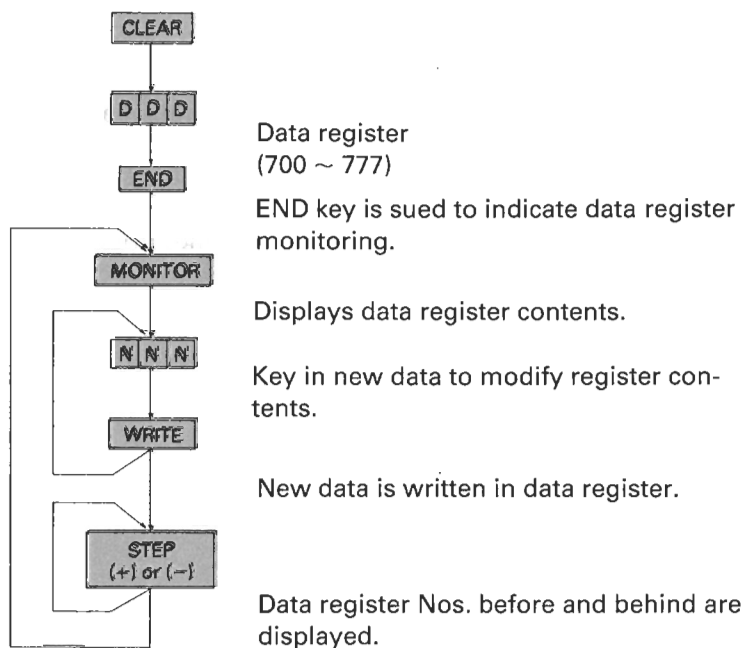 CLEAR
D D D
Data register
(700 ~ 777)
END
END key is sued to indicate data register
monitoring.
MONITOR
Displays data register contents.
N N N
Key in new data to modify register con-
tents.
WRITE
New data is written in data register.
STEP
(+) or (-)
Data register Nos. before and behind are
displayed.